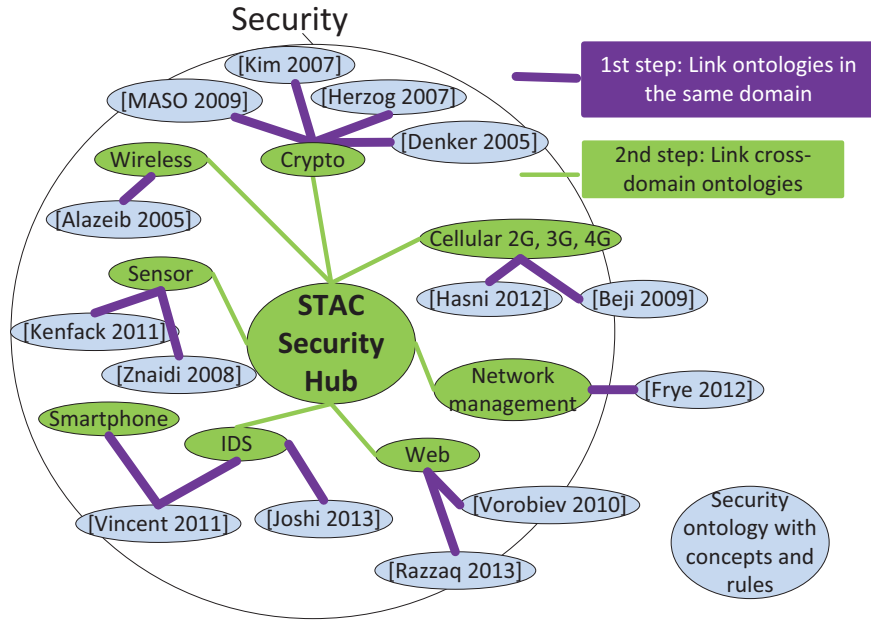 Security
[Kim 2007]
[MASO 2009]
[Herzog 2007]
[Denker 2005]
Wireless
Crypto
[Alazeib 2005]
1st step: Link ontologies in
the same domain
2nd step: Link cross-
domain ontologies
Cellular 2G, 3G, 4G
Sensor
[Hasni 2012]
[Beji 2009]
[Kenfack 2011]
[Znaidi 2008]
STAC
Security
Hub
Network
management
[Frye 2012]
Smartphone
IDS
Web
[Vincent 2011]
[Joshi 2013]
[Vorobiev 2010]
[Razzaq 2013]
Security
ontology with
concepts and
rules